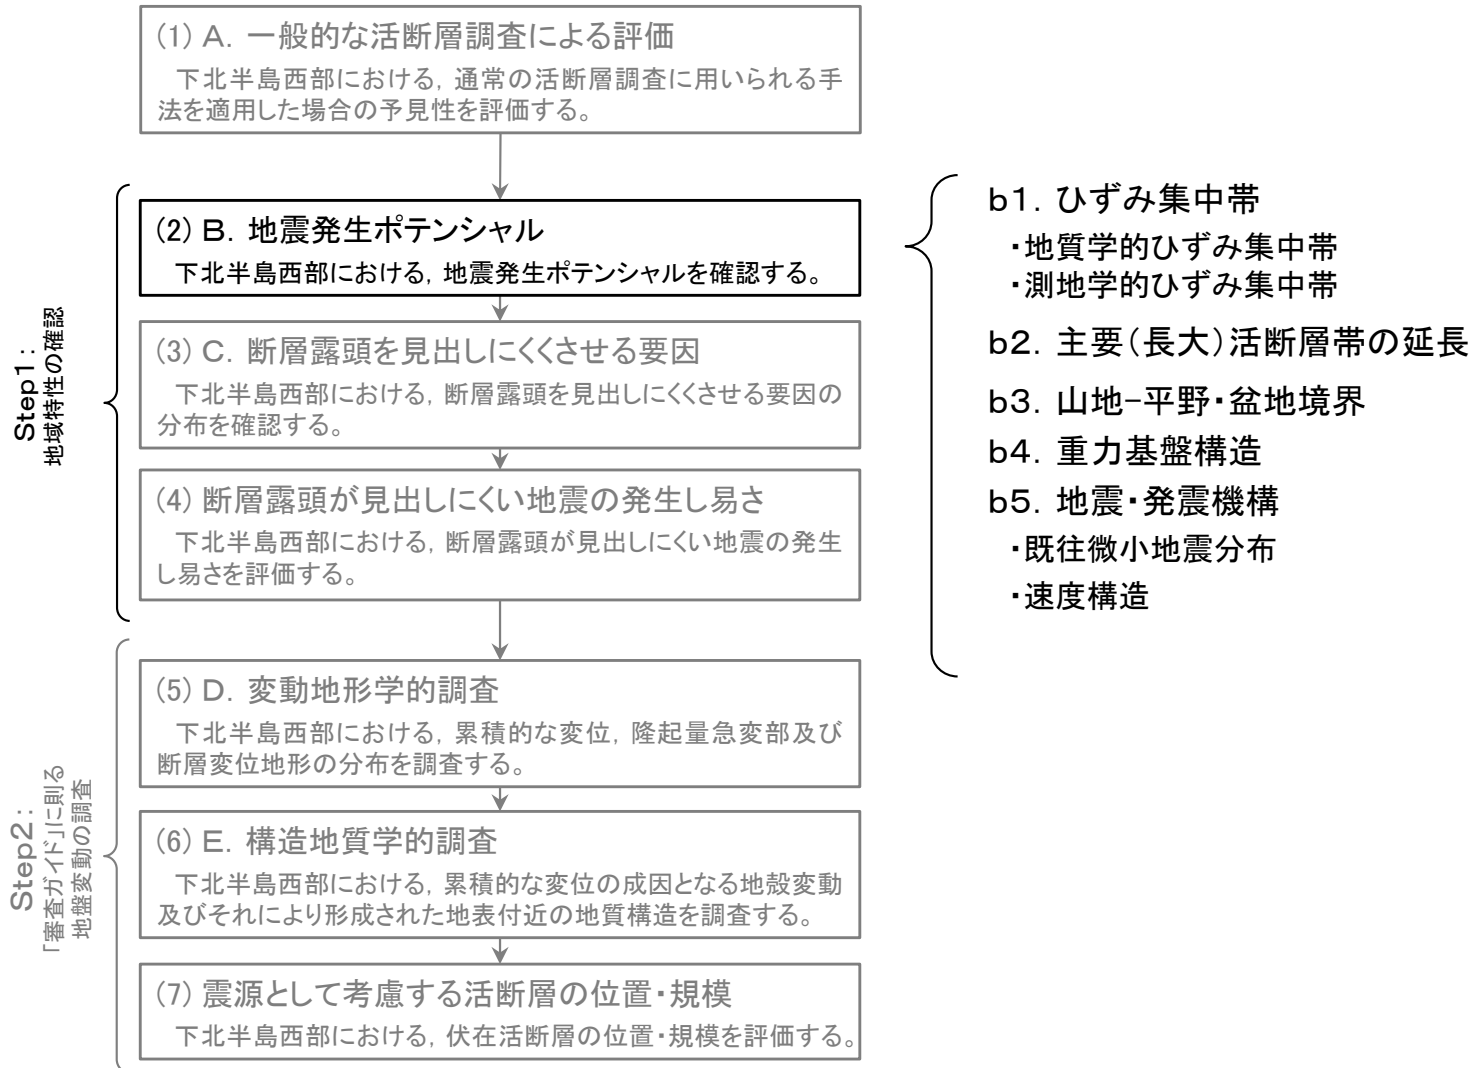 (1) A. 一般的な活断層調査による評価
下北半島西部における, 通常の活断層調査に用いられる手
法を適用した場合の予見性を評価する。
Step1:
地域特性の確認
(2) B. 地震発生ポテンシャル
下北半島西部における, 地震発生ポテンシャルを確認する。
(3) C. 断層露頭を見出しにくくさせる要因
下北半島西部における, 断層露頭を見出しにくくさせる要因の
分布を確認する。
(4) 断層露頭が見出しにくい地震の発生し易さ
下北半島西部における, 断層露頭が見出しにくい地震の発生
し易さを評価する。
Step2:
「審査ガイド」に則る
地盤変動の調査
(5) D. 変動地形学的調査
下北半島西部における, 累積的な変位, 隆起量急変部及び
断層変位地形の分布を調査する。
(6) E. 構造地質学的調査
下北半島西部における, 累積的な変位の成因となる地殻変動
及びそれにより形成された地表付近の地質構造を調査する。
(7) 震源として考慮する活断層の位置・規模
下北半島西部における, 伏在活断層の位置・規模を評価する。
b1. ひずみ集中帯
・地質学的ひずみ集中帯
・測地学的ひずみ集中帯
b2. 主要(長大)活断層帯の延長
b3. 山地−平野・盆地境界
b4. 重力基盤構造
b5. 地震・発震機構
・既往微小地震分布
・速度構造